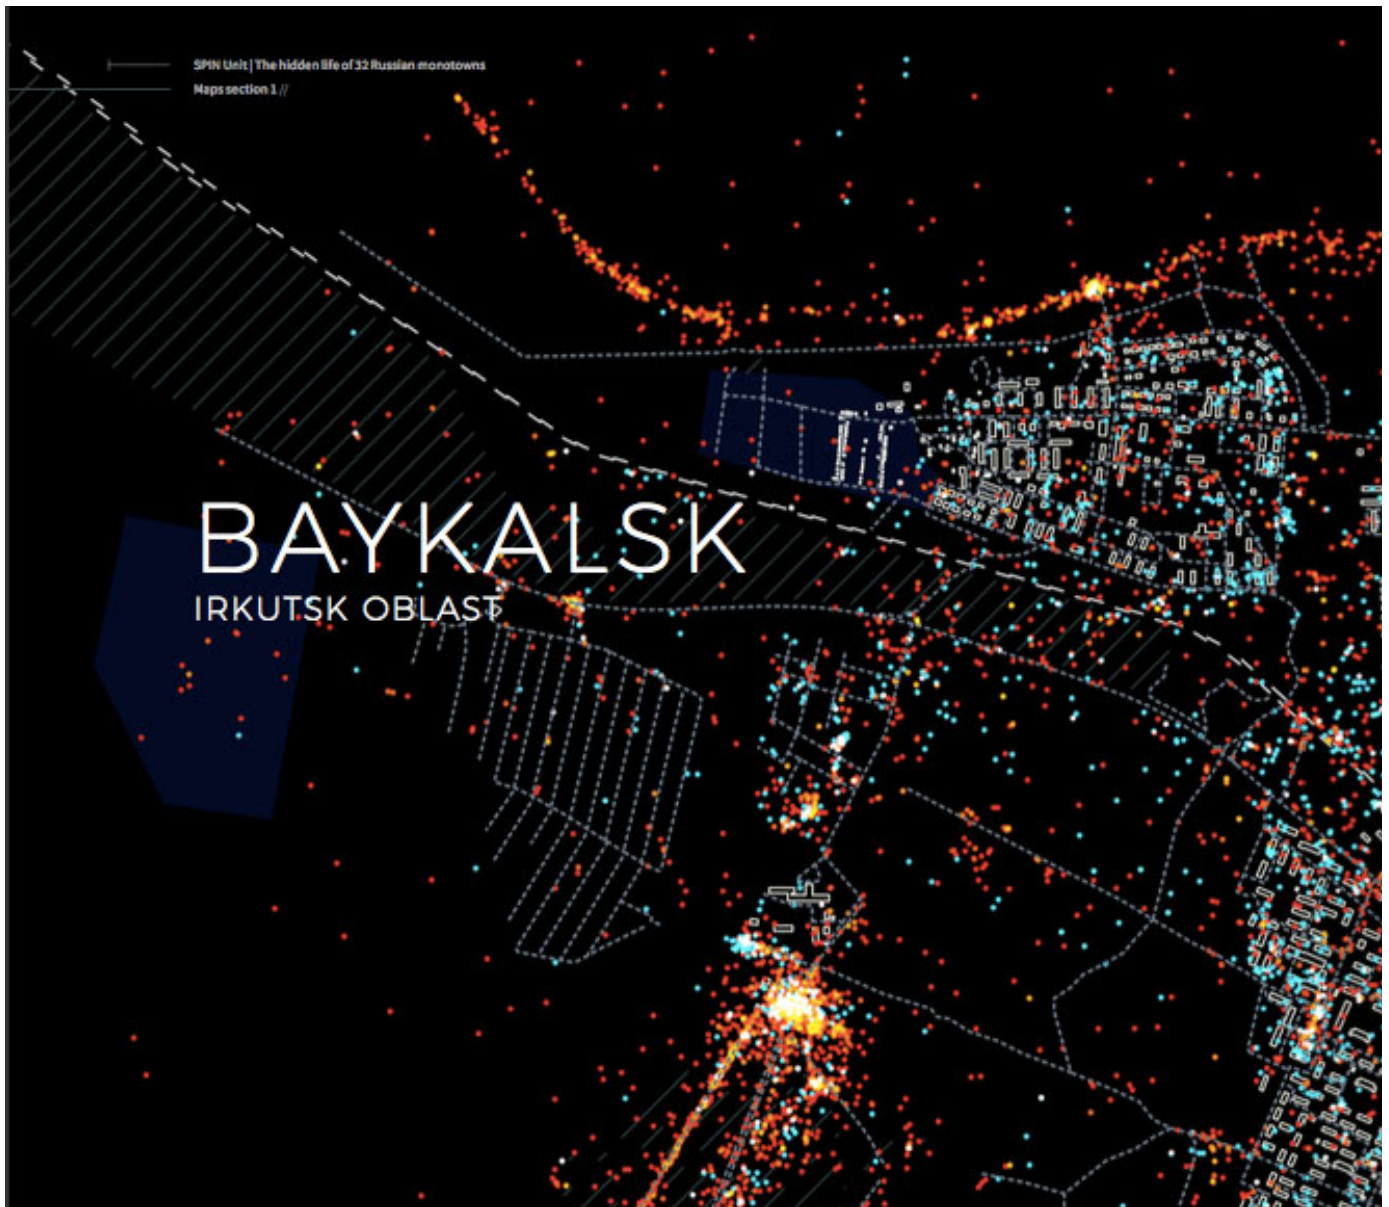 SPIN Unit | The hidden life of 32 Russian monotowns
Maps section 1 //
BAYKALSK
IRKUTSK OBLAST